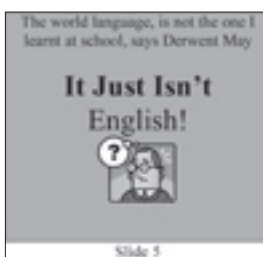 The world language, is not the one I
learnt at school, says Derwent May
It Just Isn't
English!
?
Slide 5